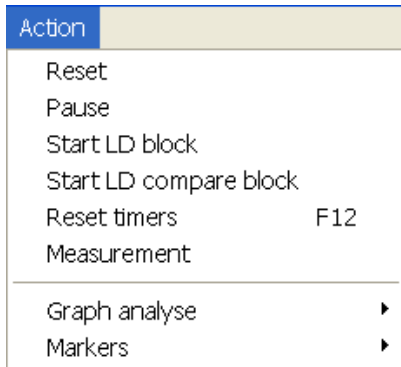 Action
Reset
Pause
Start LD block
Start LD compare block
Reset timers F12
Measurement
Graph analyse
Markers